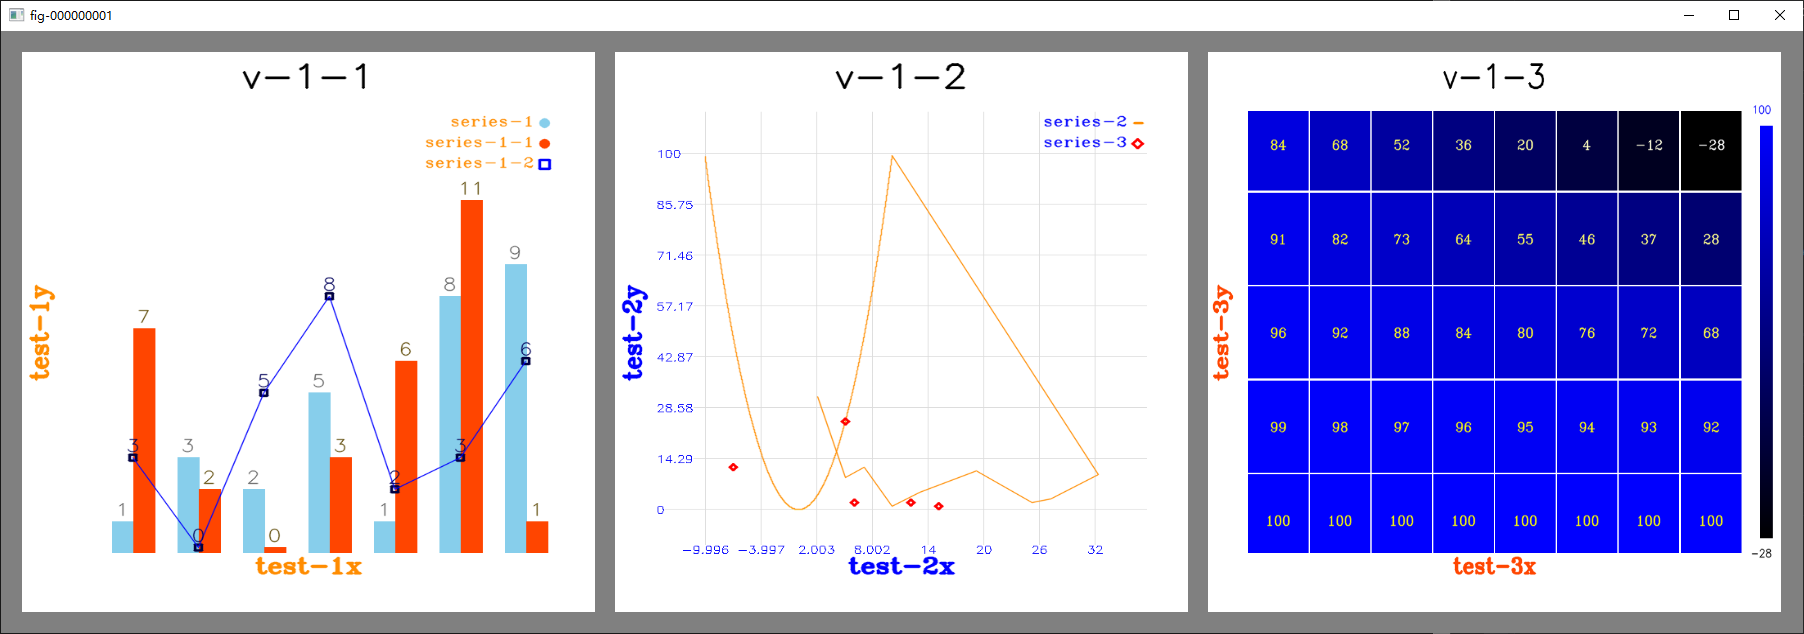 fig-000000001
v-1-1
series-1
series-1-1
series-1-2
11
9
8
8
7
6
6
5
5
3
3
3
3
2
2
2
1
1
1
0
0
test-1y
test-1x
v-1-2
series-2
series-3
100
85.75
71.46
57.17
42.87
28.58
14.29
0
-9.996 -3.997 2.003 8.002 14 20 26 32
test-2y
test-2x
v-1-3
100
84 68 52 36 20 4 -12 -28
91 82 73 64 55 46 37 28
96 92 88 84 80 76 72 68
99 98 97 96 95 94 93 92
100 100 100 100 100 100 100 100
-28
test-3y
test-3x